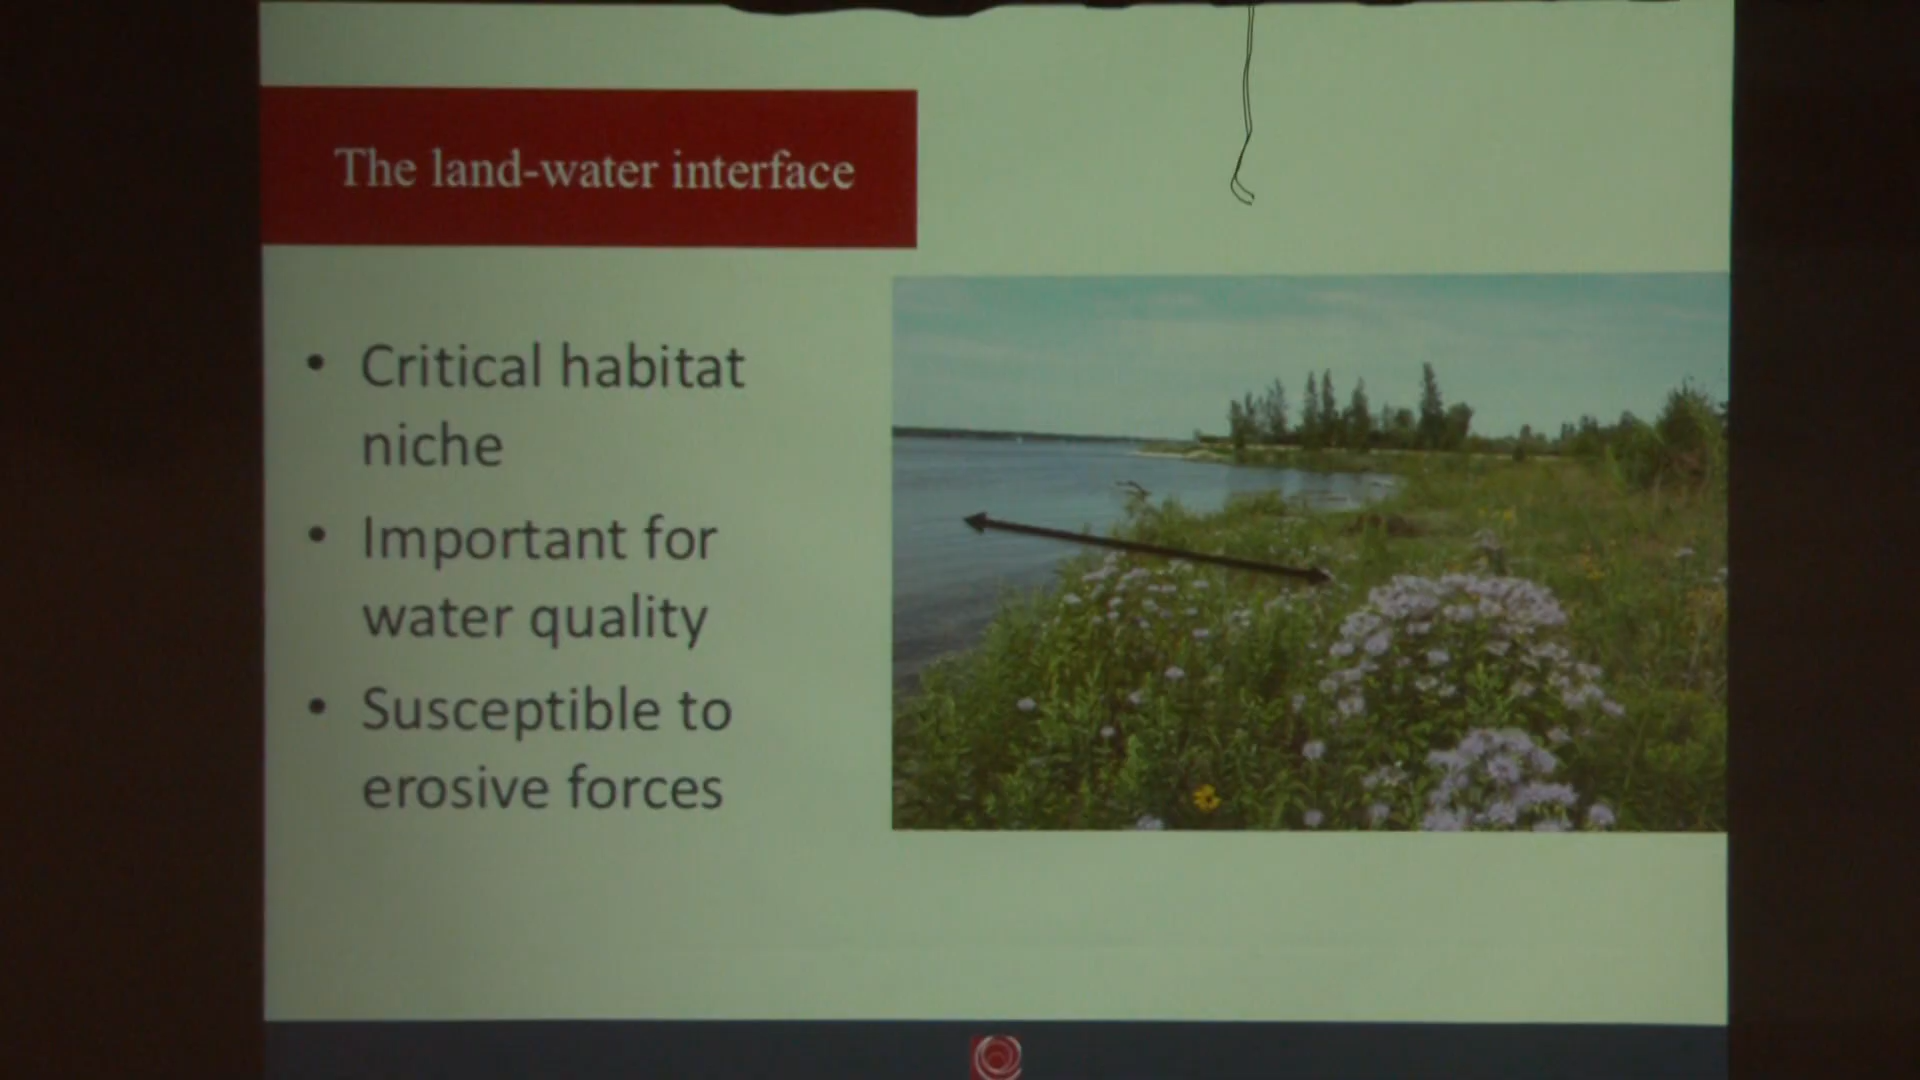 The land-water interface
• Critical habitat
niche
• Important for
water quality
• Susceptible to
erosive forces